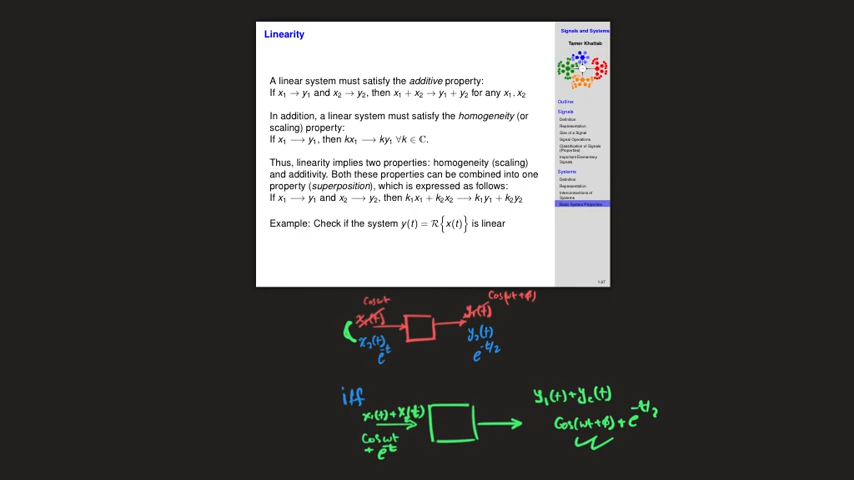 Linearity
A linear system must satisfy the additive property:
If x₁ → y₁ and x₂ → y₂, then x₁ + x₂ → y₁ + y₂ for any x₁, x₂
In addition, a linear system must satisfy the homogeneity (or
scaling) property:
If x₁ ⟶ y₁, then kx₁ ⟶ ky₁ ∀k ∈ ℂ.
Thus, linearity implies two properties: homogeneity (scaling)
and additivity. Both these properties can be combined into one
property (superposition), which is expressed as follows:
If x₁ ⟶ y₁ and x₂ ⟶ y₂, then k₁x₁ + k₂x₂ ⟶ k₁y₁ + k₂y₂
Example: Check if the system y(t) = R{x(t)} is linear
Signals and Systems
Tamer Khattab
Outline
Signals
Definition
Representation
Size of a Signal
Signal Operations
Classification of Signals
(Properties)
Important Elementary
Signals
Systems
Definition
Representation
Interconnections of
Systems
Basic System Properties
Cosωt
x₁(t)
Cos(ωt+ϕ)
y₁(t)
x₂(t)
e^-t
y₂(t)
e^-t/2
iff
x₁(t)+x₂(t)
Cosωt
+ e^-t
y₁(t)+y₂(t)
Cos(ωt+ϕ)+e^-t/2